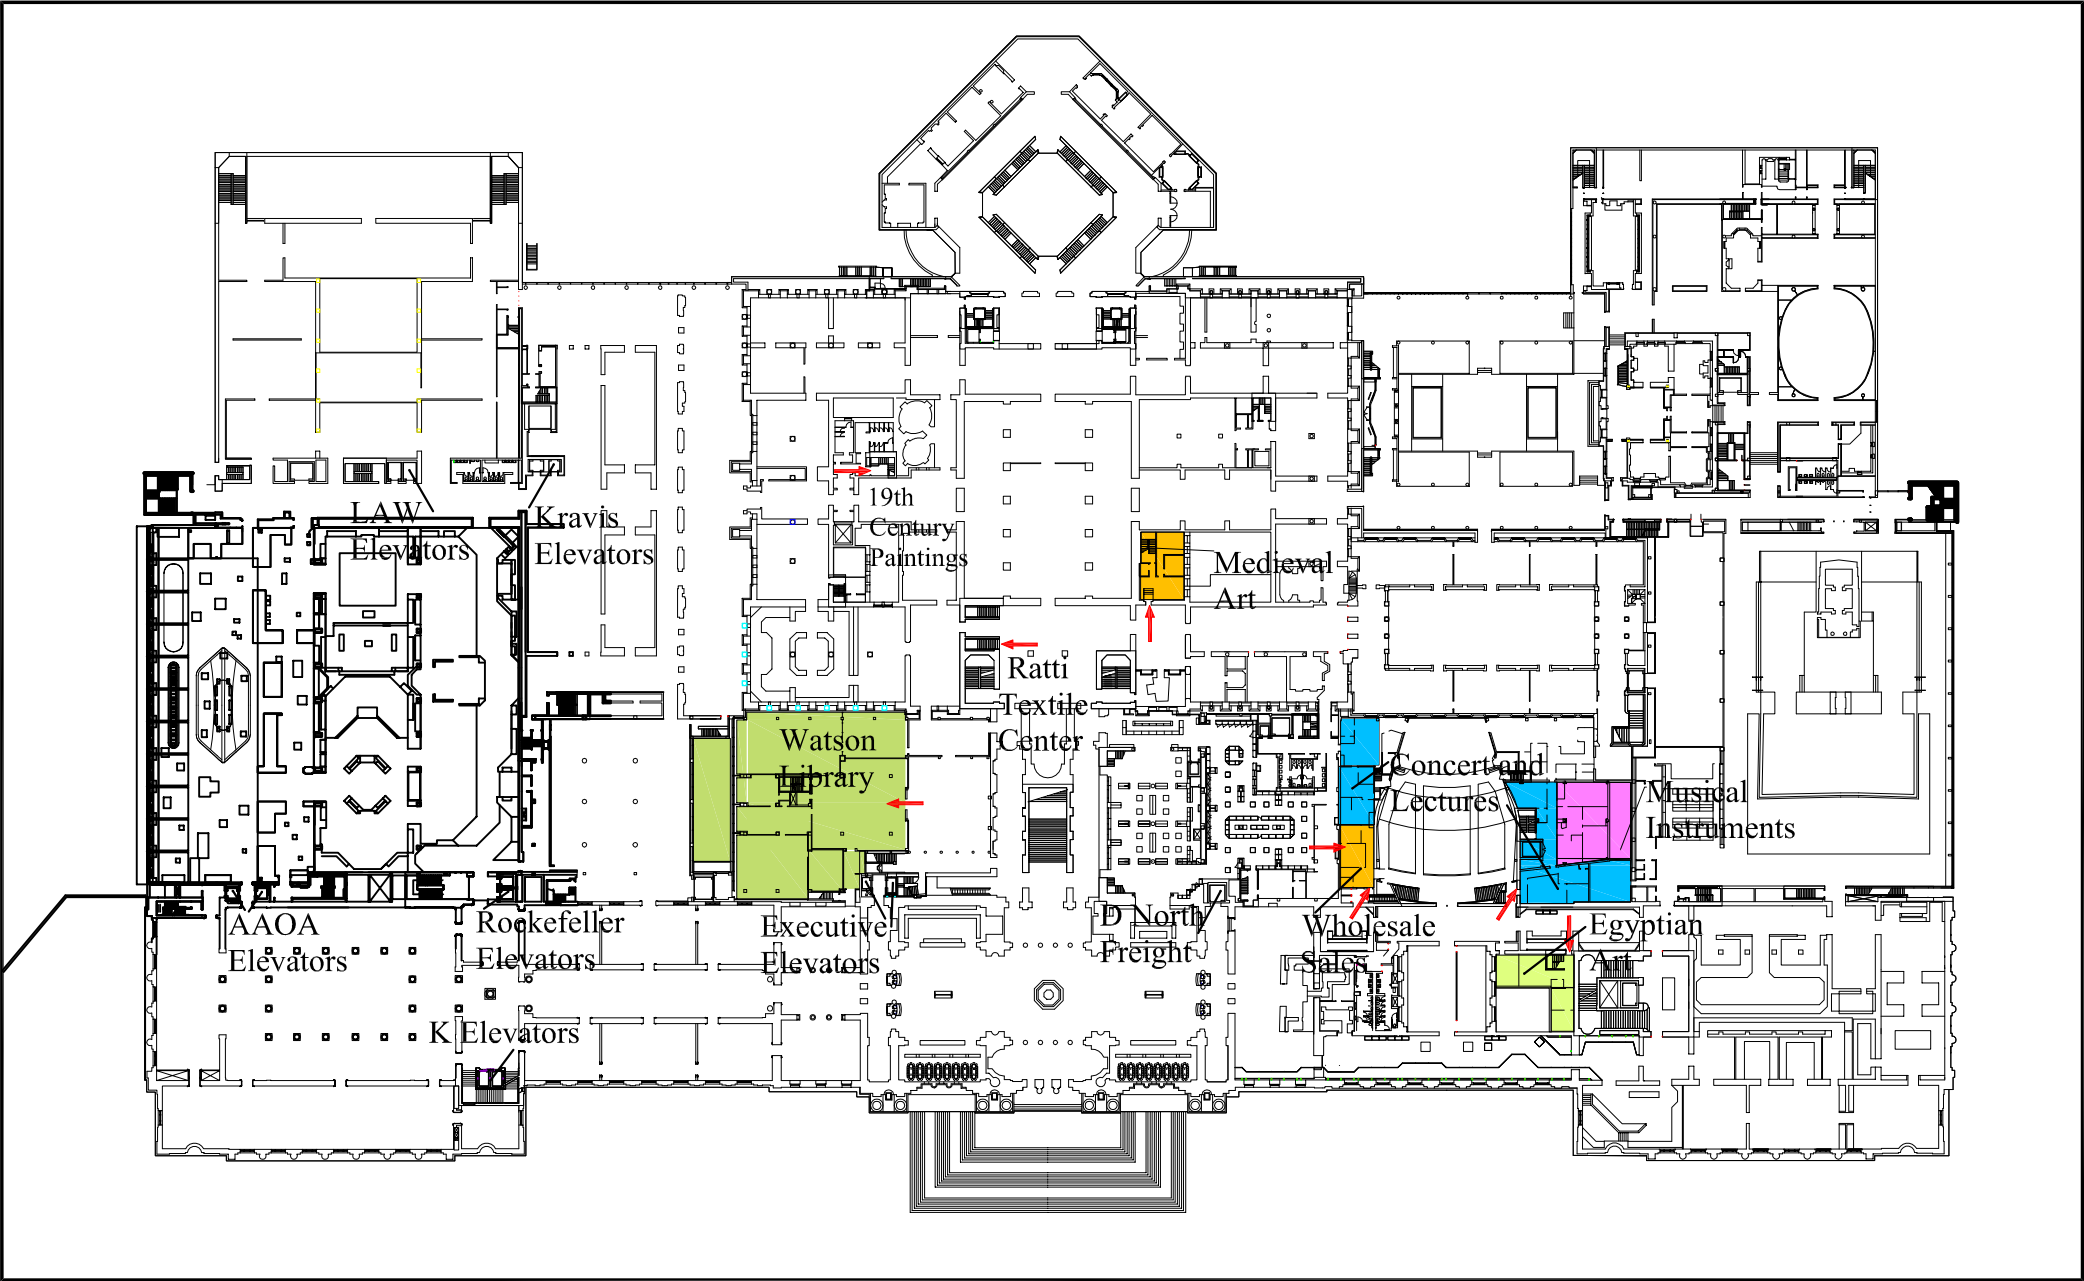 LAW
Elevators
Kravis
Elevators
19th
Century
Paintings
Medieval
Art
Ratti
Textile
Center
Watson
Library
Concert and
Lectures
Musical
Instruments
AAOA
Elevators
Rockefeller
Elevators
Executive
Elevators
D North
Freight
Wholesale
Sales
Egyptian
Art
K Elevators